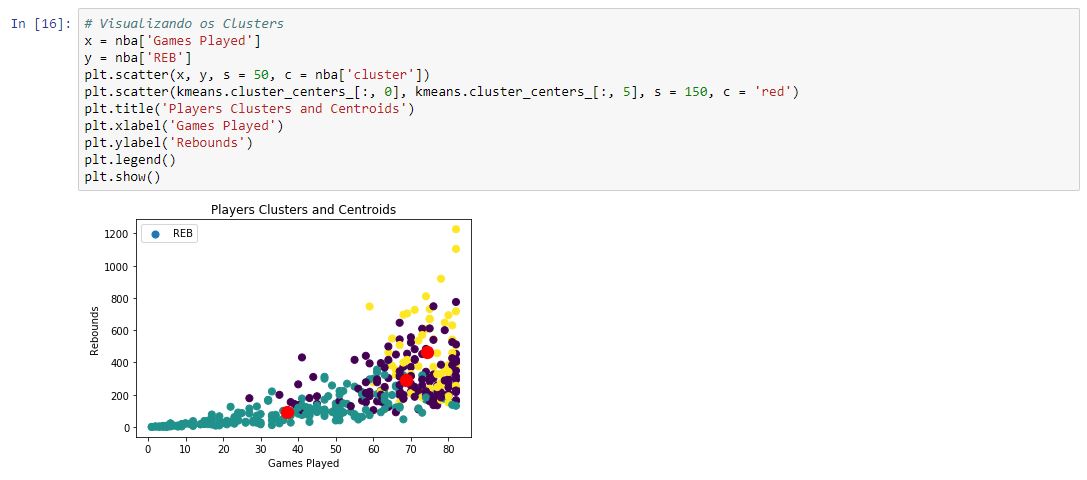 In [16]:
# Visualizando os Clusters
x = nba['Games Played']
y = nba['REB']
plt.scatter(x, y, s = 50, c = nba['cluster'])
plt.scatter(kmeans.cluster_centers_[:, 0], kmeans.cluster_centers_[:, 5], s = 150, c = 'red')
plt.title('Players Clusters and Centroids')
plt.xlabel('Games Played')
plt.ylabel('Rebounds')
plt.legend()
plt.show()
Players Clusters and Centroids
REB
1200
1000
800
600
400
200
0
Rebounds
0 10 20 30 40 50 60 70 80
Games Played